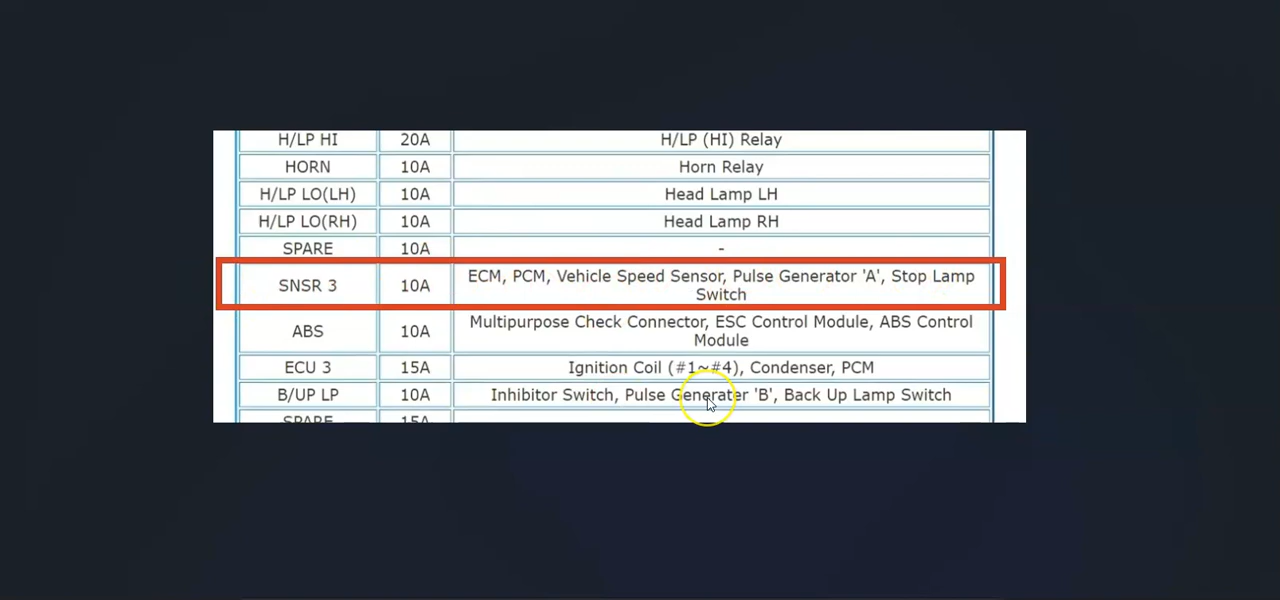 H/LP HI 20A H/LP (HI) Relay
HORN 10A Horn Relay
H/LP LO(LH) 10A Head Lamp LH
H/LP LO(RH) 10A Head Lamp RH
SPARE 10A -
SNSR 3 10A ECM, PCM, Vehicle Speed Sensor, Pulse Generator 'A', Stop Lamp
Switch
ABS 10A Multipurpose Check Connector, ESC Control Module, ABS Control
Module
ECU 3 15A Ignition Coil (#1~#4), Condenser, PCM
B/UP LP 10A Inhibitor Switch, Pulse Generater 'B', Back Up Lamp Switch
SPARE 15A